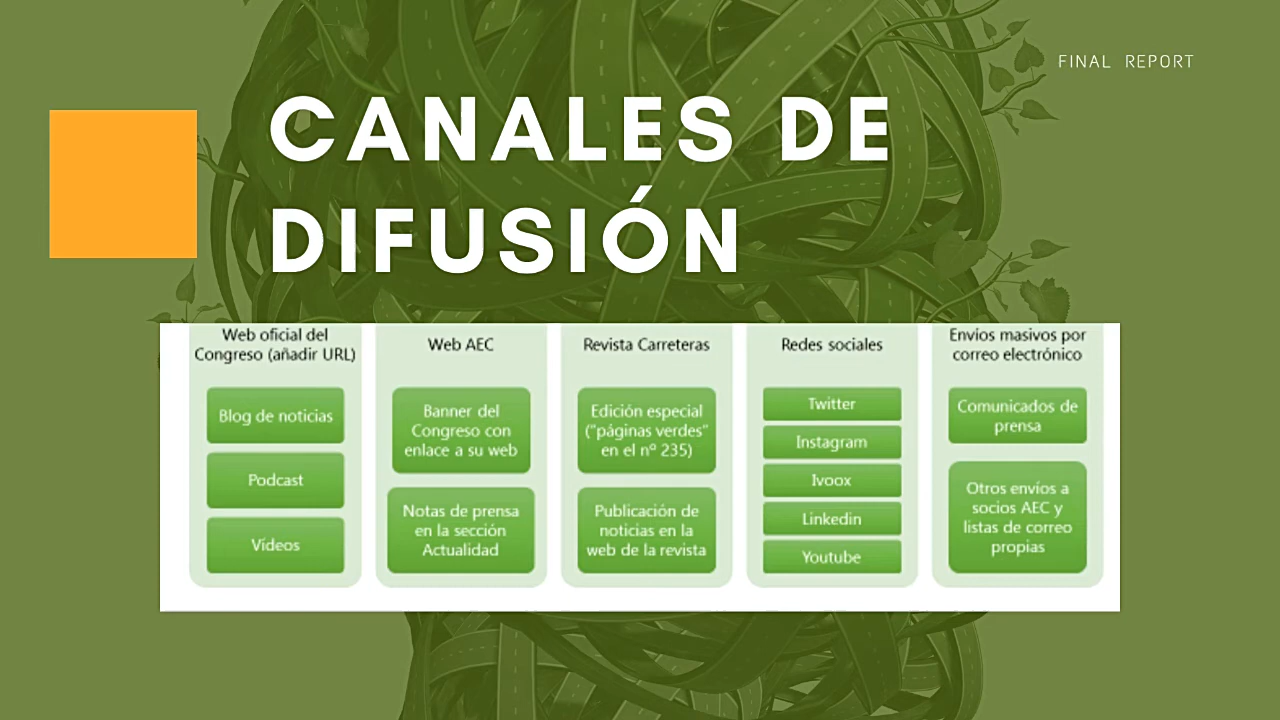 FINAL REPORT
CANALES DE
DIFUSIÓN
Web oficial del
Congreso (añadir URL)
Blog de noticias
Podcast
Vídeos
Web AEC
Banner del
Congreso con
enlace a su web
Notas de prensa
en la sección
Actualidad
Revista Carreteras
Edición especial
("páginas verdes"
en el nº 235)
Publicación de
noticias en la
web de la revista
Redes sociales
Twitter
Instagram
Ivoox
Linkedin
Youtube
Envíos masivos por
correo electrónico
Comunicados de
prensa
Otros envíos a
socios AEC y
listas de correo
propias